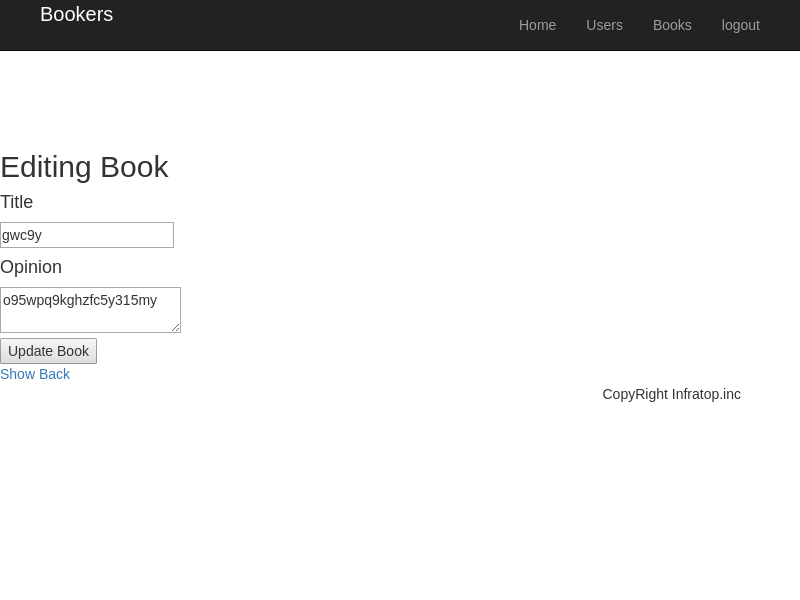 Bookers
Home Users Books logout
Editing Book
Title
gwc9y
Opinion
o95wpq9kghzfc5y315my
Update Book
Show Back
CopyRight Infratop.inc